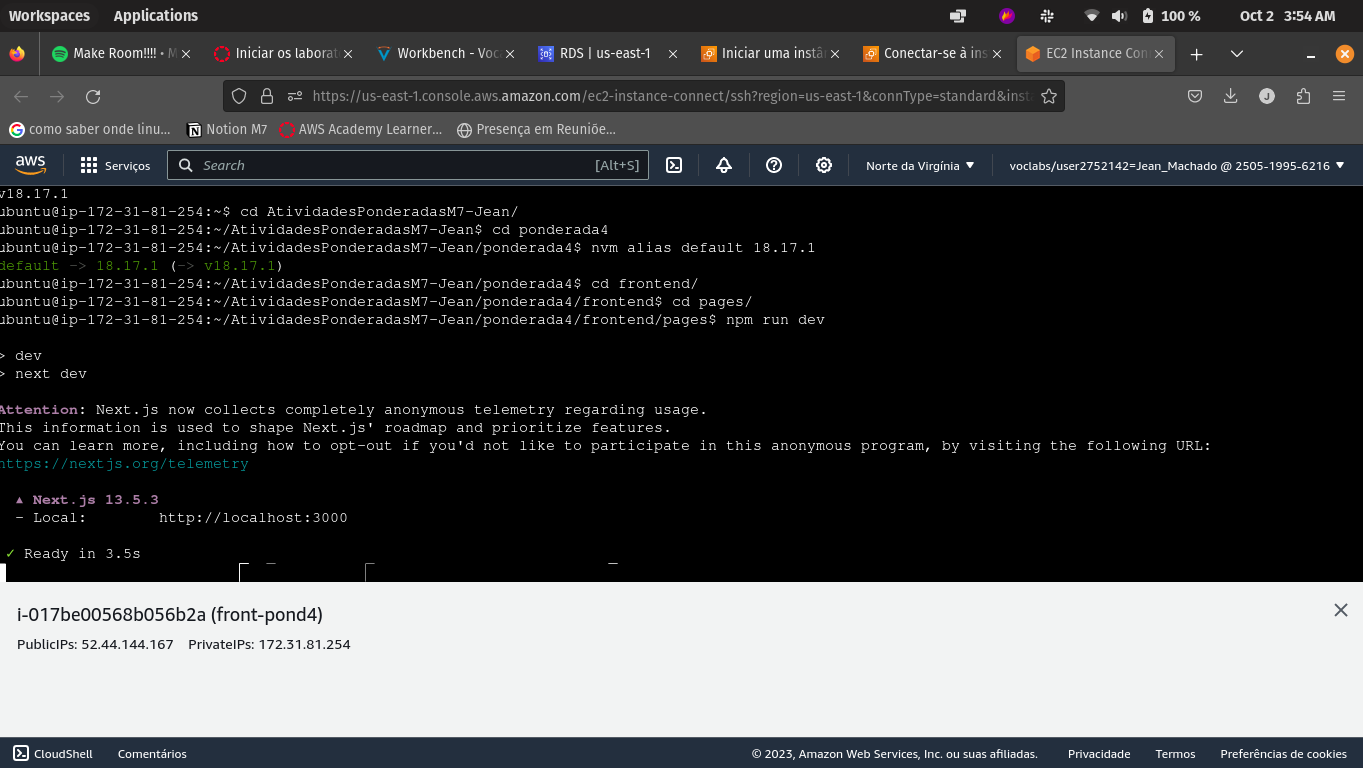 Workspaces Applications 100 % Oct 2 3:54 AM
Make Room!!!! • M Iniciar os laborat Workbench - Voca RDS | us-east-1 Iniciar uma instân Conectar-se à ins EC2 Instance Con
https://us-east-1.console.aws.amazon.com/ec2-instance-connect/ssh?region=us-east-1&connType=standard&inst
como saber onde linu... Notion M7 AWS Academy Learner... Presença em Reuniõe...
aws Serviços Search [Alt+S] Norte da Virgínia voclabs/user2752142=Jean_Machado @ 2505-1995-6216
v18.17.1
ubuntu@ip-172-31-81-254:~$ cd AtividadesPonderadasM7-Jean/
ubuntu@ip-172-31-81-254:~/AtividadesPonderadasM7-Jean$ cd ponderada4
ubuntu@ip-172-31-81-254:~/AtividadesPonderadasM7-Jean/ponderada4$ nvm alias default 18.17.1
default -> 18.17.1 (-> v18.17.1)
ubuntu@ip-172-31-81-254:~/AtividadesPonderadasM7-Jean/ponderada4$ cd frontend/
ubuntu@ip-172-31-81-254:~/AtividadesPonderadasM7-Jean/ponderada4/frontend$ cd pages/
ubuntu@ip-172-31-81-254:~/AtividadesPonderadasM7-Jean/ponderada4/frontend/pages$ npm run dev
> dev
> next dev
Attention: Next.js now collects completely anonymous telemetry regarding usage.
This information is used to shape Next.js' roadmap and prioritize features.
You can learn more, including how to opt-out if you'd not like to participate in this anonymous program, by visiting the following URL:
https://nextjs.org/telemetry
▲ Next.js 13.5.3
- Local: http://localhost:3000
✓ Ready in 3.5s
i-017be00568b056b2a (front-pond4)
PublicIPs: 52.44.144.167 PrivateIPs: 172.31.81.254
CloudShell Comentários © 2023, Amazon Web Services, Inc. ou suas afiliadas. Privacidade Termos Preferências de cookies